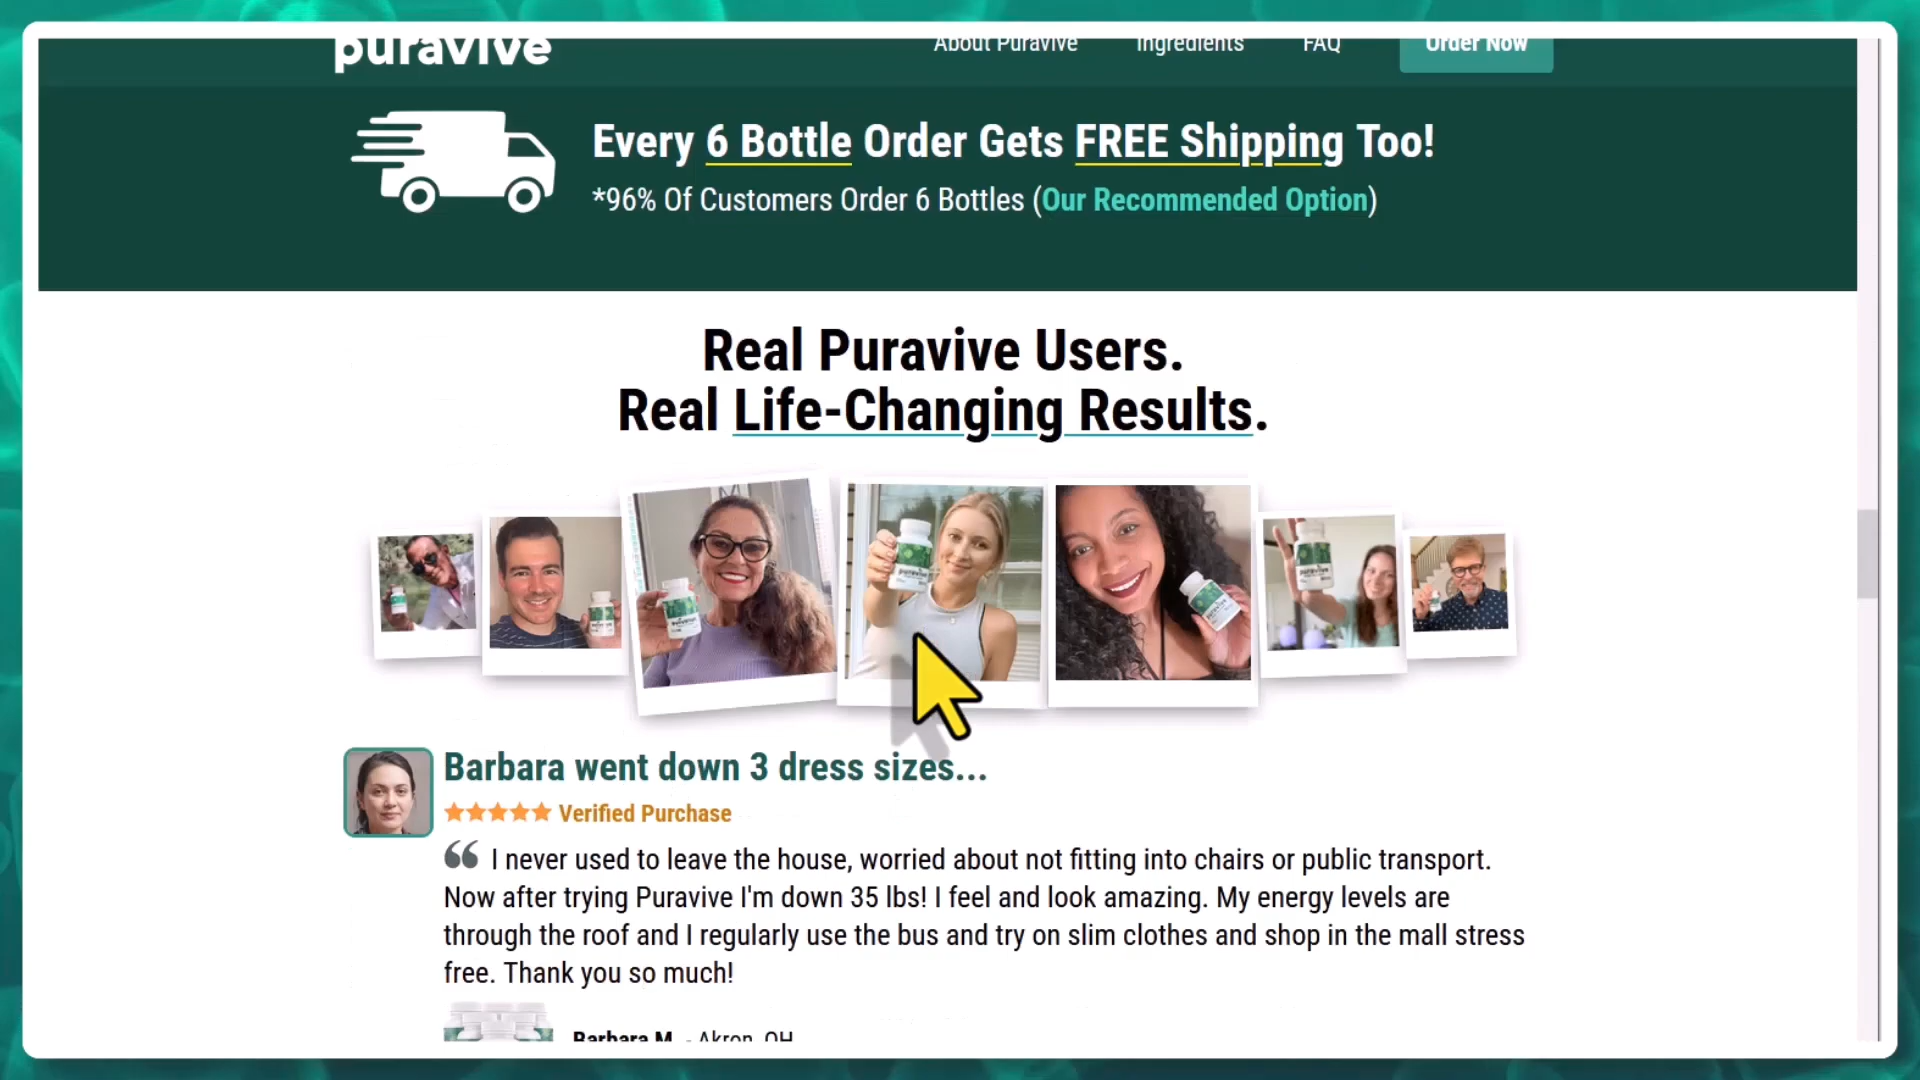 puravive
About Puravive
Ingredients
FAQ
Order Now
Every 6 Bottle Order Gets FREE Shipping Too!
*96% Of Customers Order 6 Bottles (Our Recommended Option)
Real Puravive Users.
Real Life-Changing Results.
puravive
puravive
puravive
puravive
Barbara went down 3 dress sizes...
Verified Purchase
“ I never used to leave the house, worried about not fitting into chairs or public transport.
Now after trying Puravive I'm down 35 lbs! I feel and look amazing. My energy levels are
through the roof and I regularly use the bus and try on slim clothes and shop in the mall stress
free. Thank you so much!
Barbara M. - Akron, OH